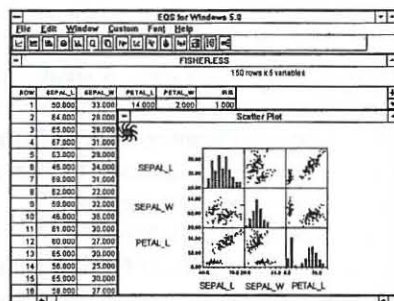 EQS for Windows 5.0
File Edit Window Custom Font Help
FISHER.ESS
150 rows x 5 variables
ROW SEPAL_L SEPAL_W PETAL_L PETAL_W IRIS
1 50.000 33.000 14.000 2.000 1.000
Scatter Plot
2 64.000 28.000
3 65.000 28.000
4 67.000 31.000
5 63.000 28.000
6 46.000 34.000
7 69.000 31.000
8 62.000 22.000
9 59.000 32.000
10 46.000 36.000
11 61.000 30.000
12 60.000 27.000
13 65.000 30.000
14 56.000 25.000
15 65.000 30.000
16 58.000 27.000
SEPAL_L
SEPAL_W
PETAL_L
SEPAL_L SEPAL_W PETAL_L